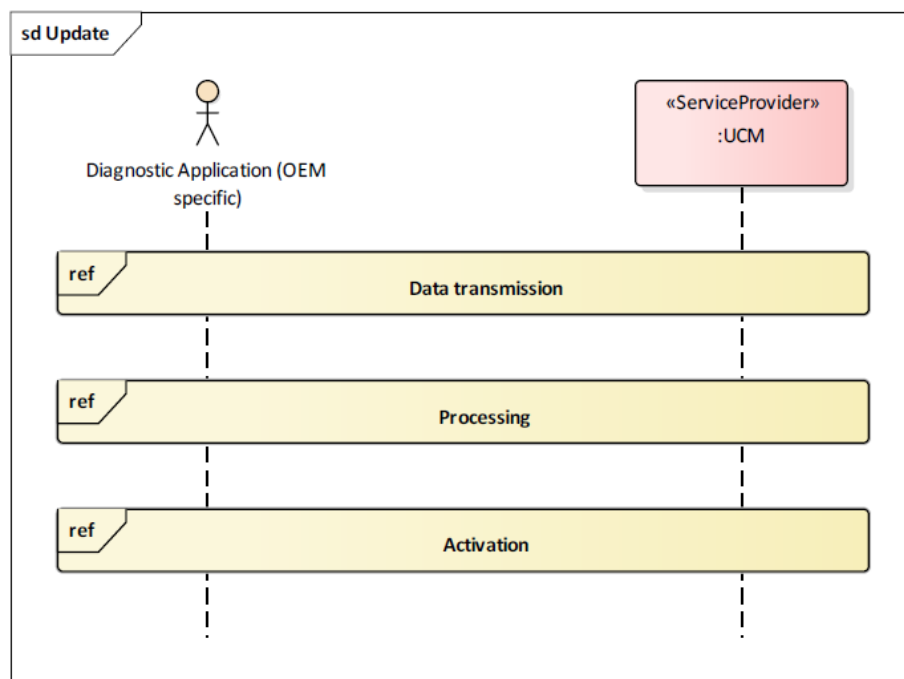 sd Update
Diagnostic Application (OEM
specific)
«ServiceProvider»
:UCM
ref
Data transmission
ref
Processing
ref
Activation